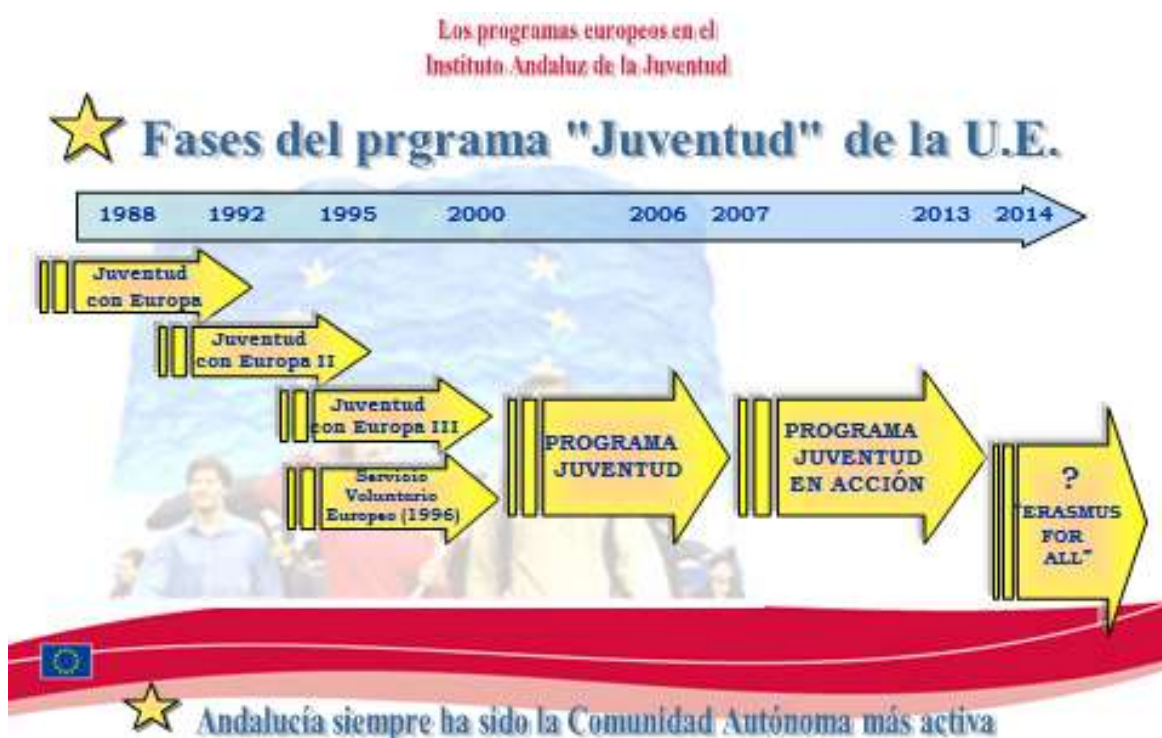 Los programas europeos en el
Instituto Andaluz de la Juventud
Fases del prgrama "Juventud" de la U.E.
1988 1992 1995 2000 2006 2007 2013 2014
Juventud
con Europa
Juventud
con Europa II
Juventud
con Europa III
Servicio
Voluntario
Europeo (1996)
PROGRAMA
JUVENTUD
PROGRAMA
JUVENTUD
EN ACCIÓN
?
"ERASMUS
FOR
ALL"
Andalucía siempre ha sido la Comunidad Autónoma más activa